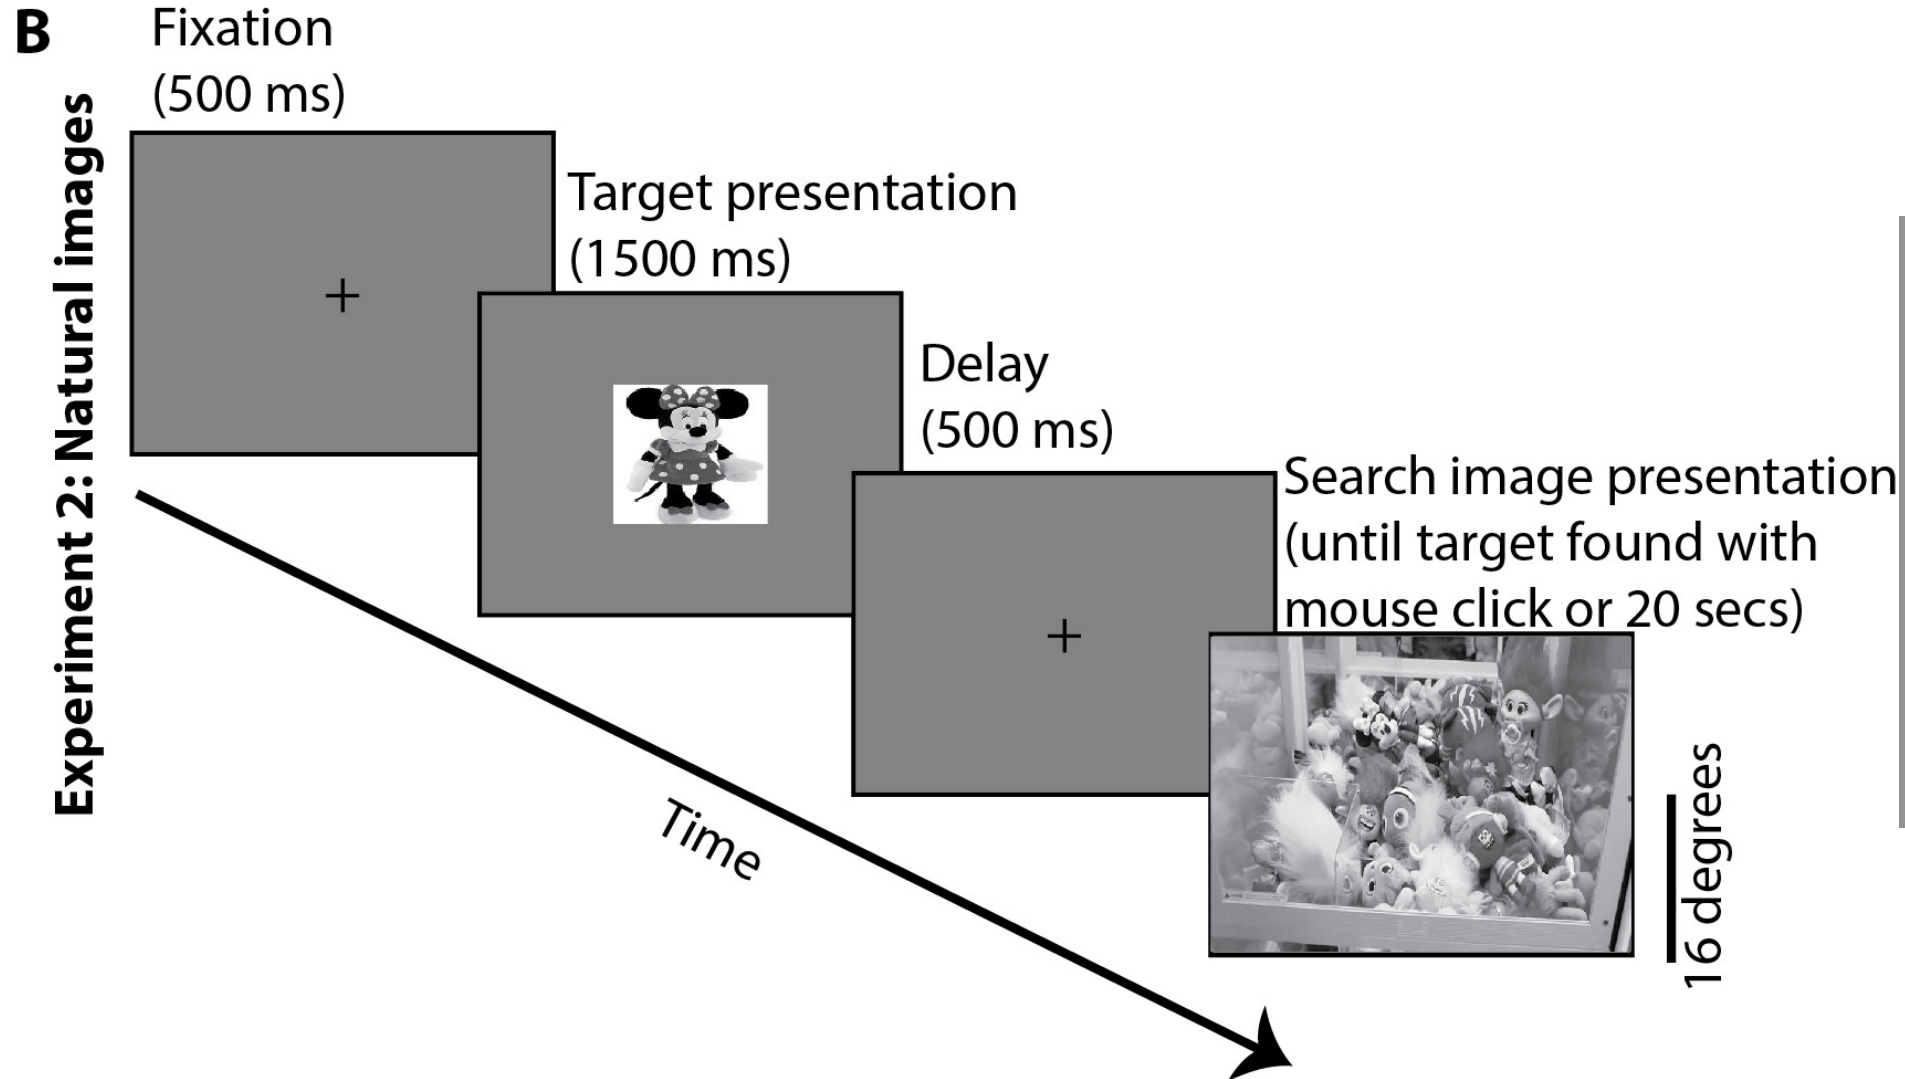 B
Experiment 2: Natural images
Fixation
(500 ms)
Target presentation
(1500 ms)
Delay
(500 ms)
Search image presentation
(until target found with
mouse click or 20 secs)
Time
16 degrees